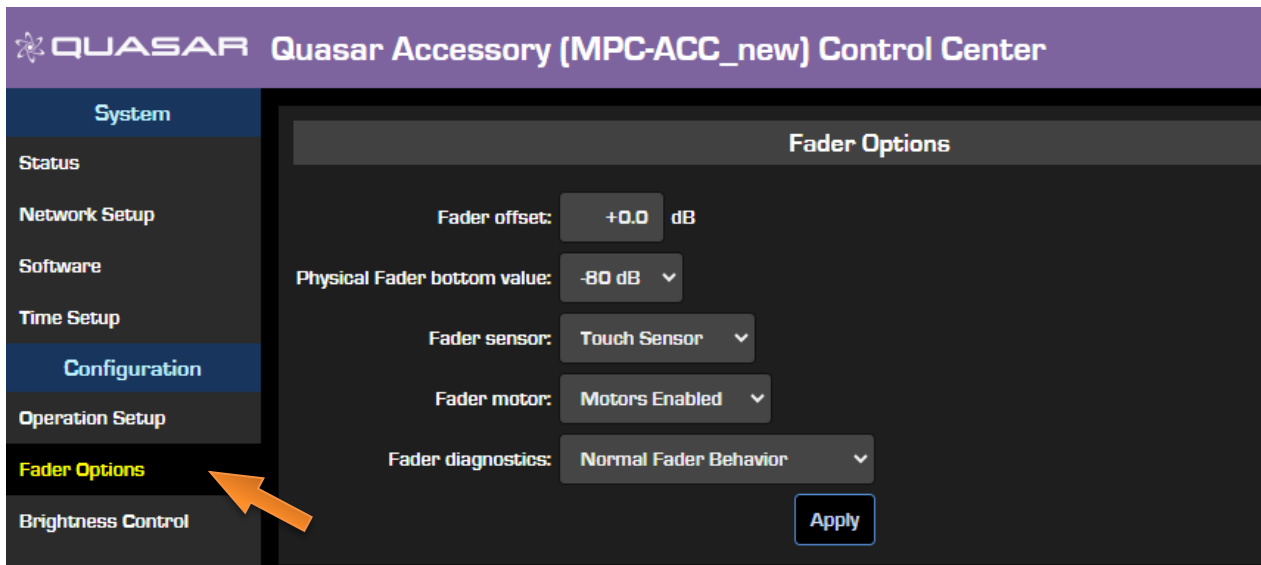 QUASAR Quasar Accessory (MPC-ACC_new) Control Center
System
Status
Network Setup
Software
Time Setup
Configuration
Operation Setup
Fader Options
Brightness Control
Fader Options
Fader offset: +0.0 dB
Physical Fader bottom value: -80 dB
Fader sensor: Touch Sensor
Fader motor: Motors Enabled
Fader diagnostics: Normal Fader Behavior
Apply